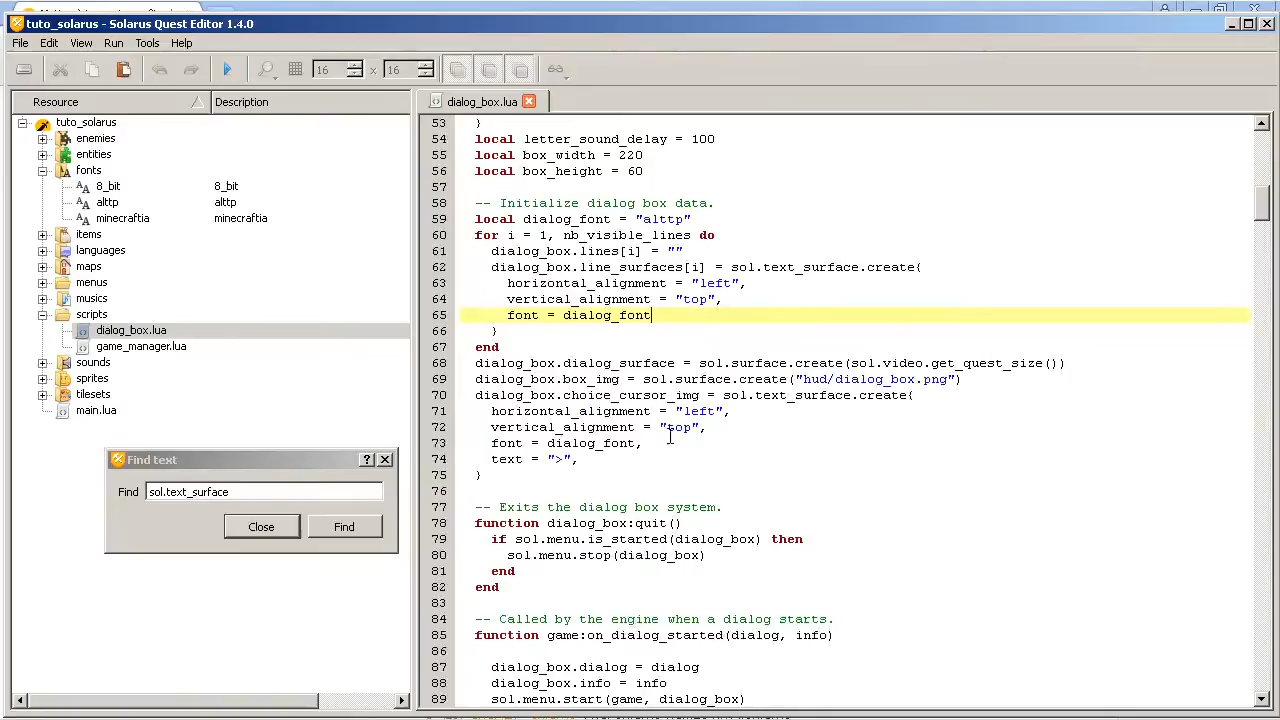 tuto_solarus - Solarus Quest Editor 1.4.0
File Edit View Run Tools Help
16 x 16
Resource Description
tuto_solarus
enemies
entities
fonts
8_bit 8_bit
alttp alttp
minecraftia minecraftia
items
languages
maps
menus
musics
scripts
dialog_box.lua
game_manager.lua
sounds
sprites
tilesets
main.lua
Find text
Find sol.text_surface
Close Find
dialog_box.lua
53 }
54 local letter_sound_delay = 100
55 local box_width = 220
56 local box_height = 60
57
58 -- Initialize dialog box data.
59 local dialog_font = "alttp"
60 for i = 1, nb_visible_lines do
61 dialog_box.lines[i] = ""
62 dialog_box.line_surfaces[i] = sol.text_surface.create{
63 horizontal_alignment = "left",
64 vertical_alignment = "top",
65 font = dialog_font
66 }
67 end
68 dialog_box.dialog_surface = sol.surface.create(sol.video.get_quest_size())
69 dialog_box.box_img = sol.surface.create("hud/dialog_box.png")
70 dialog_box.choice_cursor_img = sol.text_surface.create{
71 horizontal_alignment = "left",
72 vertical_alignment = "top",
73 font = dialog_font,
74 text = ">",
75 }
76
77 -- Exits the dialog box system.
78 function dialog_box:quit()
79 if sol.menu.is_started(dialog_box) then
80 sol.menu.stop(dialog_box)
81 end
82 end
83
84 -- Called by the engine when a dialog starts.
85 function game:on_dialog_started(dialog, info)
86
87 dialog_box.dialog = dialog
88 dialog_box.info = info
89 sol.menu.start(game, dialog_box)